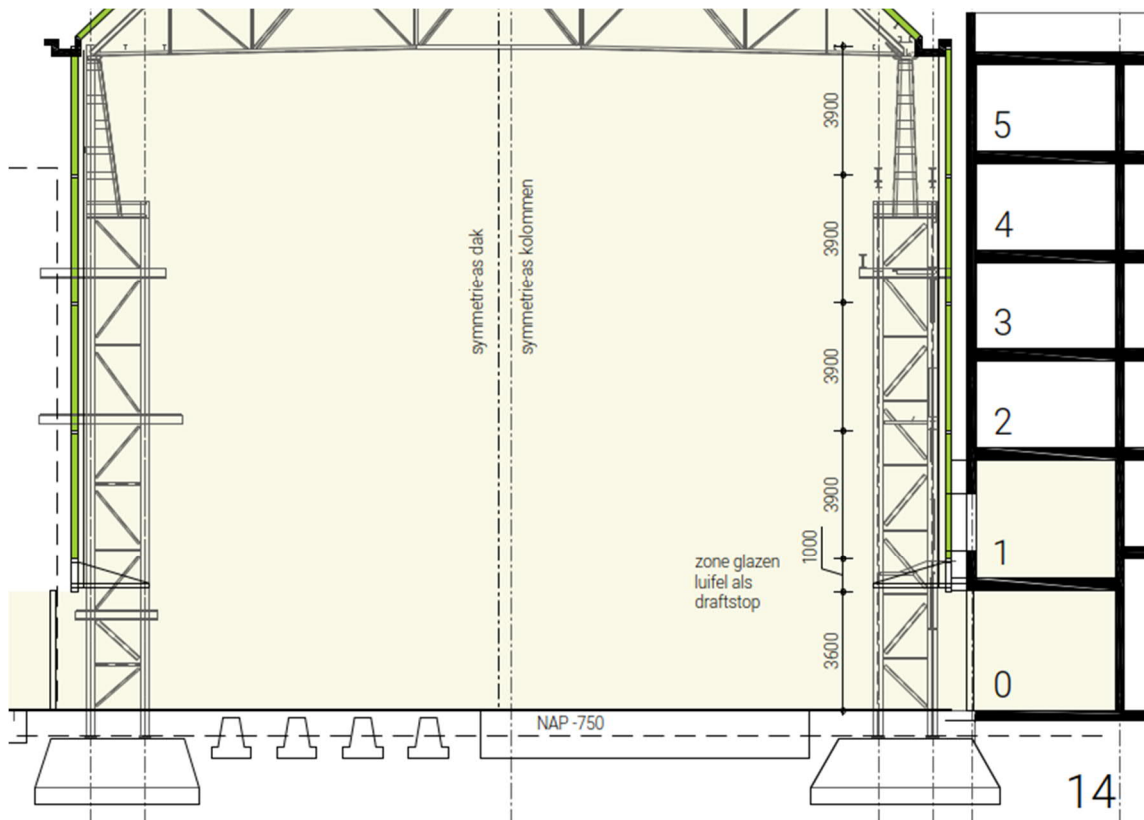 5
4
3
2
1
0
14
symmetrie-as dak
symmetrie-as kolommen
3900
3900
3900
3900
1000
3600
zone glazen
luifel als
draftstop
NAP -750